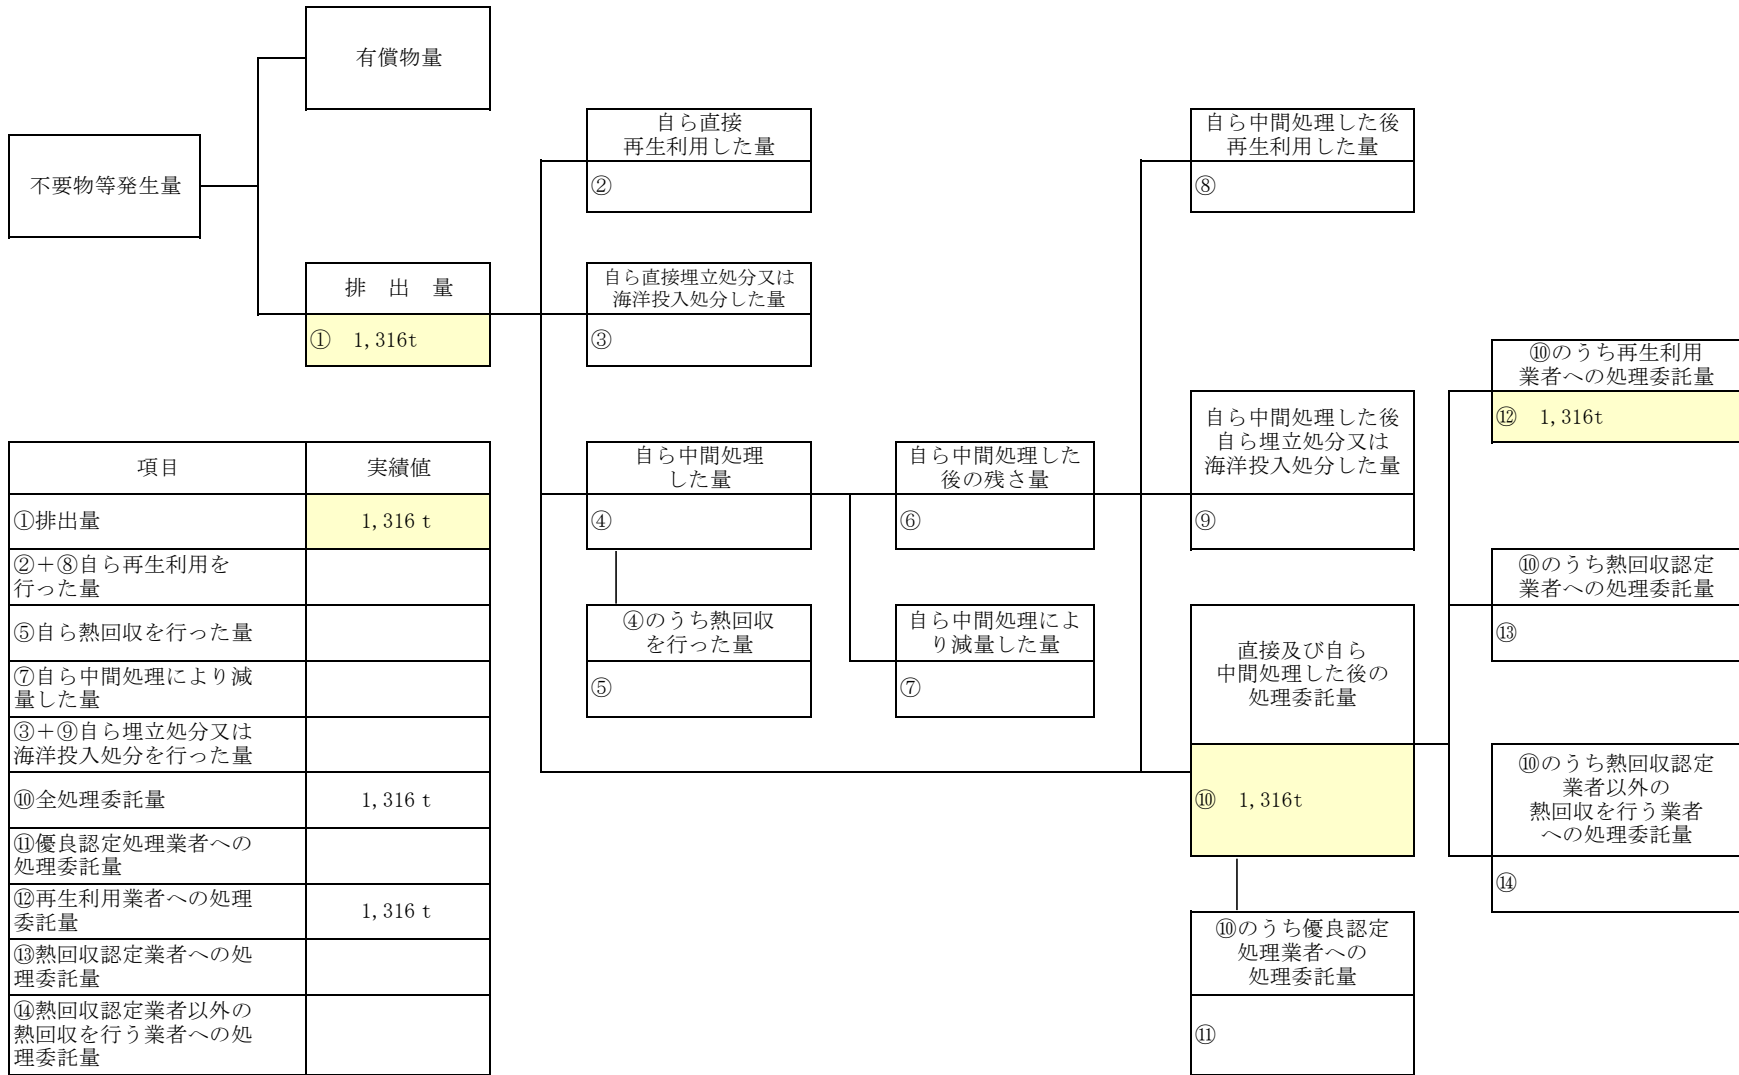 有償物量
不要物等発生量
排　出　量
① 1,316t
自ら直接
再生利用した量
②
自ら直接埋立処分又は
海洋投入処分した量
③
自ら中間処理
した量
④
④のうち熱回収
を行った量
⑤
自ら中間処理した
後の残さ量
⑥
自ら中間処理によ
り減量した量
⑦
自ら中間処理した後
再生利用した量
⑧
自ら中間処理した後
自ら埋立処分又は
海洋投入処分した量
⑨
直接及び自ら
中間処理した後の
処理委託量
⑩ 1,316t
⑩のうち優良認定
処理業者への
処理委託量
⑪
⑩のうち再生利用
業者への処理委託量
⑫ 1,316t
⑩のうち熱回収認定
業者への処理委託量
⑬
⑩のうち熱回収認定
業者以外の
熱回収を行う業者
への処理委託量
⑭
項目 実績値
①排出量 1,316 t
②＋⑧自ら再生利用を
行った量
⑤自ら熱回収を行った量
⑦自ら中間処理により減
量した量
③＋⑨自ら埋立処分又は
海洋投入処分を行った量
⑩全処理委託量 1,316 t
⑪優良認定処理業者への
処理委託量
⑫再生利用業者への処理
委託量 1,316 t
⑬熱回収認定業者への処
理委託量
⑭熱回収認定業者以外の
熱回収を行う業者への処
理委託量